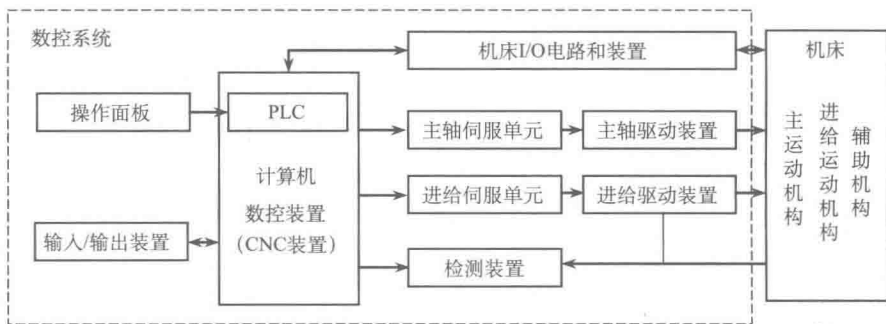 数控系统
机床I/O电路和装置
机床
操作面板
PLC
主轴伺服单元
主轴驱动装置
主运动机构
进给运动机构
辅助机构
计算机
数控装置
(CNC装置)
进给伺服单元
进给驱动装置
输入/输出装置
检测装置